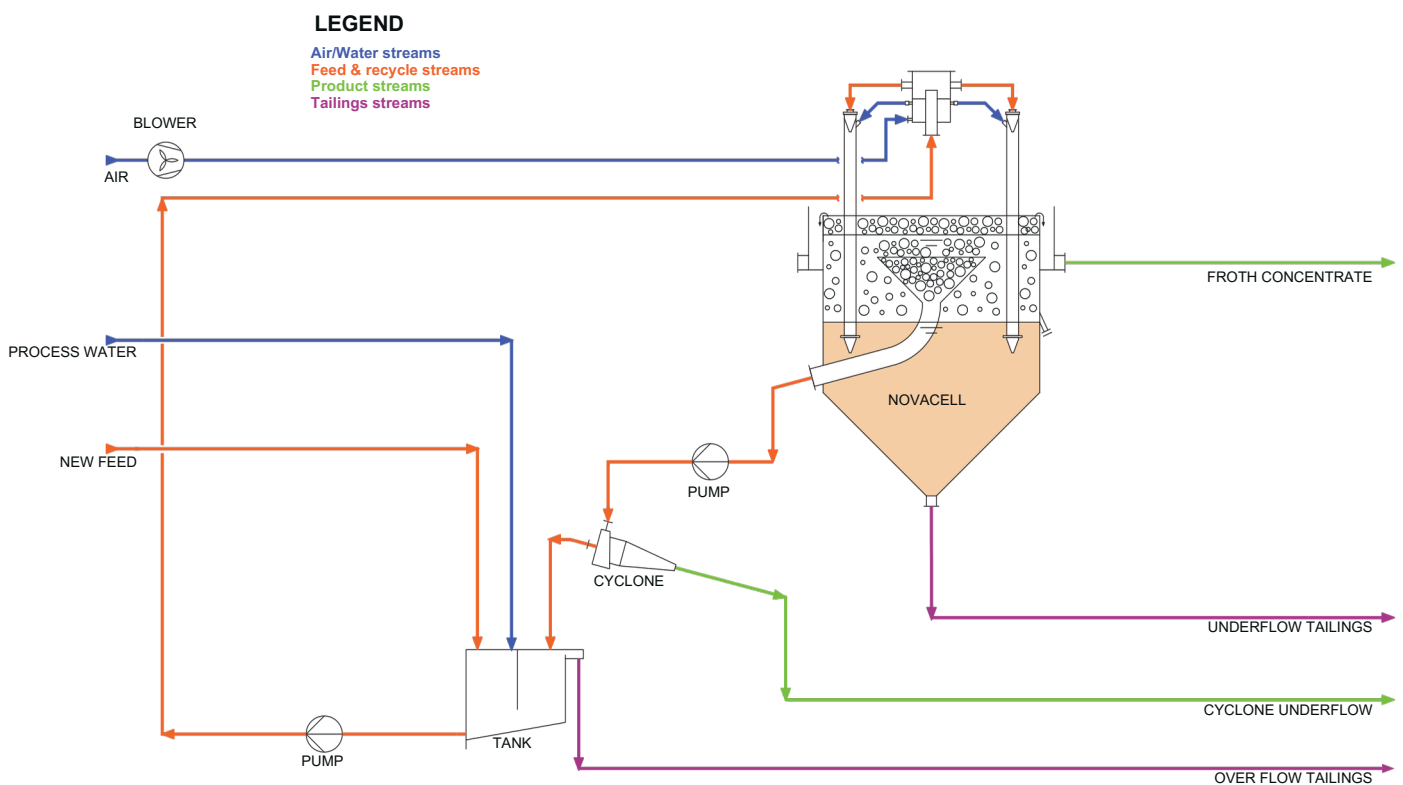 LEGEND
Air/Water streams
Feed & recycle streams
Product streams
Tailings streams
BLOWER
AIR
FROTH CONCENTRATE
PROCESS WATER
NOVACELL
NEW FEED
PUMP
CYCLONE
UNDERFLOW TAILINGS
CYCLONE UNDERFLOW
TANK
PUMP
OVER FLOW TAILINGS